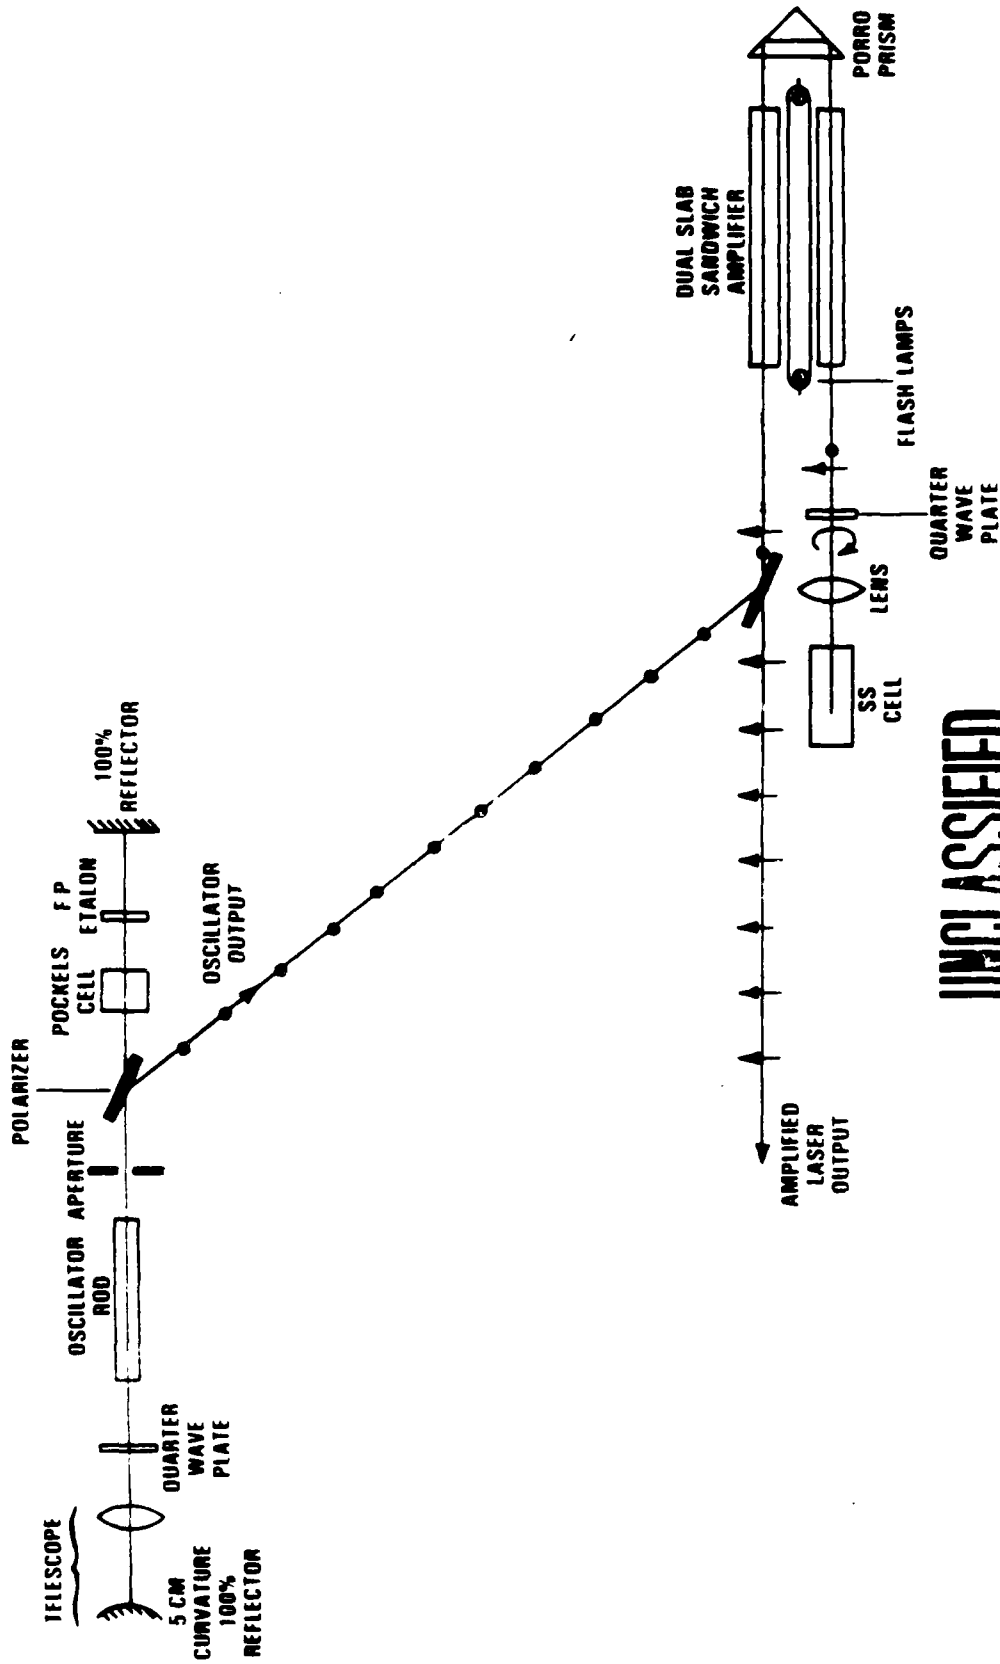 TELESCOPE
5 CM
CURVATURE
100%
REFLECTOR
QUARTER
WAVE
PLATE
OSCILLATOR
ROD
APERTURE
POLARIZER
POCKELS
CELL
F P
ETALON
100%
REFLECTOR
OSCILLATOR
OUTPUT
AMPLIFIED
LASER
OUTPUT
SS
CELL
LENS
QUARTER
WAVE
PLATE
FLASH LAMPS
DUAL SLAB
SANDWICH
AMPLIFIER
PORRO
PRISM
UNCLASSIFIED